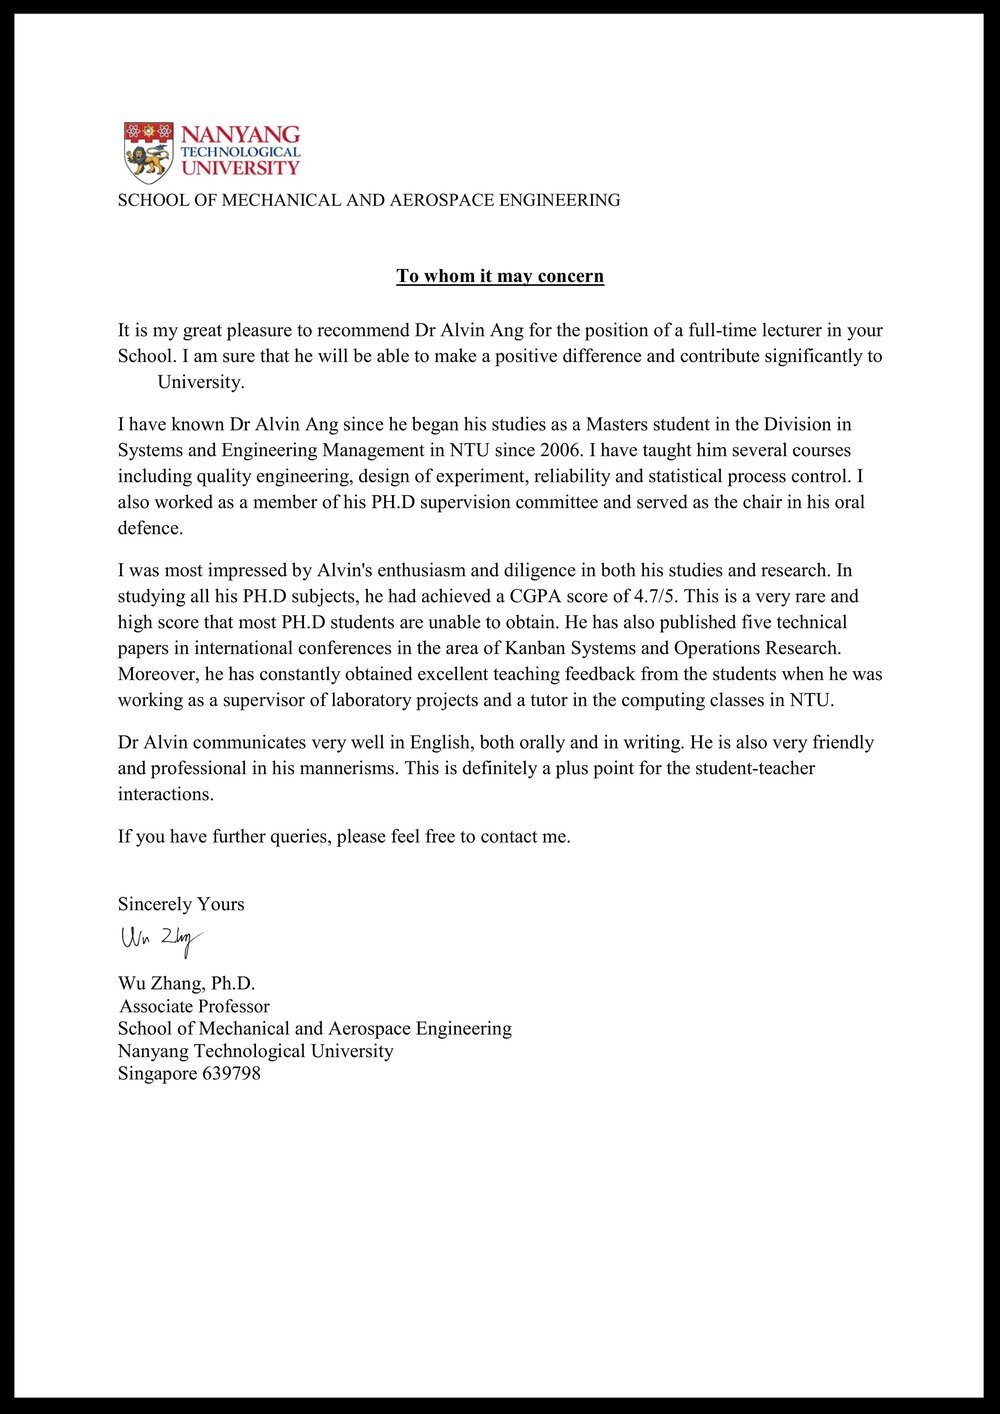 NANYANG
TECHNOLOGICAL
UNIVERSITY
SCHOOL OF MECHANICAL AND AEROSPACE ENGINEERING
To whom it may concern
It is my great pleasure to recommend Dr Alvin Ang for the position of a full-time lecturer in your
School. I am sure that he will be able to make a positive difference and contribute significantly to
University.
I have known Dr Alvin Ang since he began his studies as a Masters student in the Division in
Systems and Engineering Management in NTU since 2006. I have taught him several courses
including quality engineering, design of experiment, reliability and statistical process control. I
also worked as a member of his PH.D supervision committee and served as the chair in his oral
defence.
I was most impressed by Alvin's enthusiasm and diligence in both his studies and research. In
studying all his PH.D subjects, he had achieved a CGPA score of 4.7/5. This is a very rare and
high score that most PH.D students are unable to obtain. He has also published five technical
papers in international conferences in the area of Kanban Systems and Operations Research.
Moreover, he has constantly obtained excellent teaching feedback from the students when he was
working as a supervisor of laboratory projects and a tutor in the computing classes in NTU.
Dr Alvin communicates very well in English, both orally and in writing. He is also very friendly
and professional in his mannerisms. This is definitely a plus point for the student-teacher
interactions.
If you have further queries, please feel free to contact me.
Sincerely Yours
Wu Zhang
Wu Zhang, Ph.D.
Associate Professor
School of Mechanical and Aerospace Engineering
Nanyang Technological University
Singapore 639798